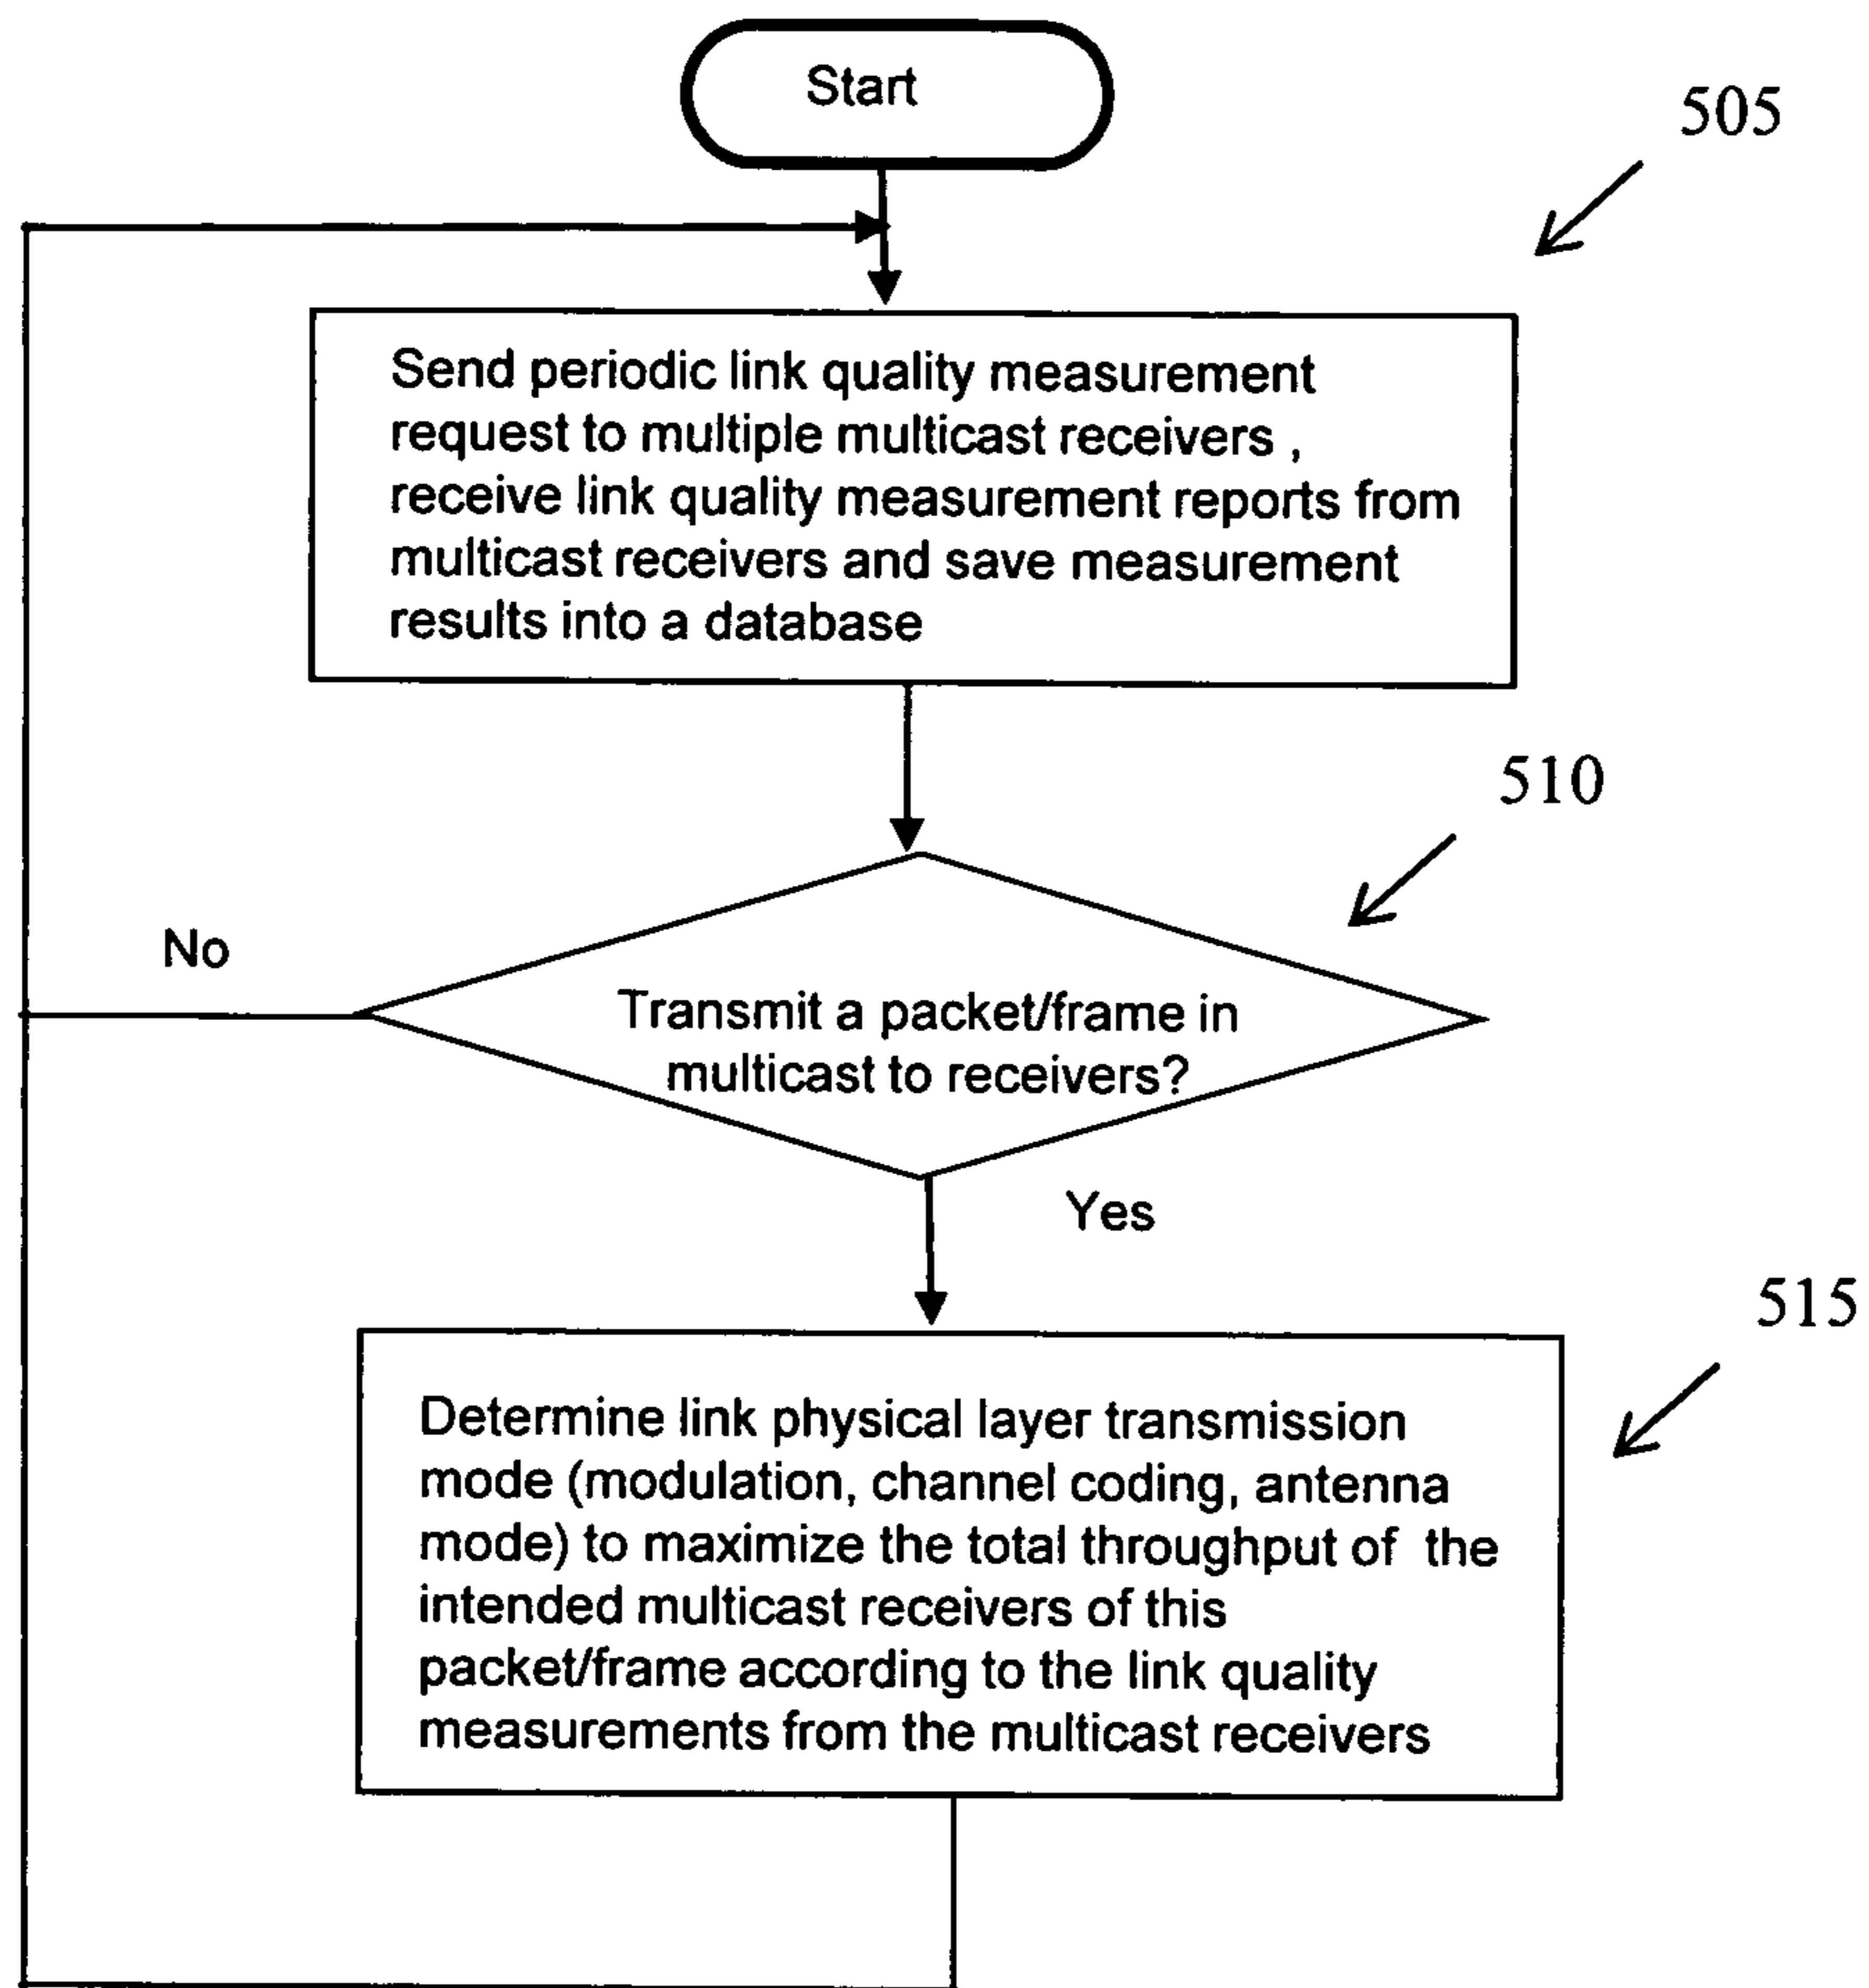 Start
505
Send periodic link quality measurement
request to multiple multicast receivers ,
receive link quality measurement reports from
multicast receivers and save measurement
results into a database
510
No
Transmit a packet/frame in
multicast to receivers?
Yes
515
Determine link physical layer transmission
mode (modulation, channel coding, antenna
mode) to maximize the total throughput of the
intended multicast receivers of this
packet/frame according to the link quality
measurements from the multicast receivers